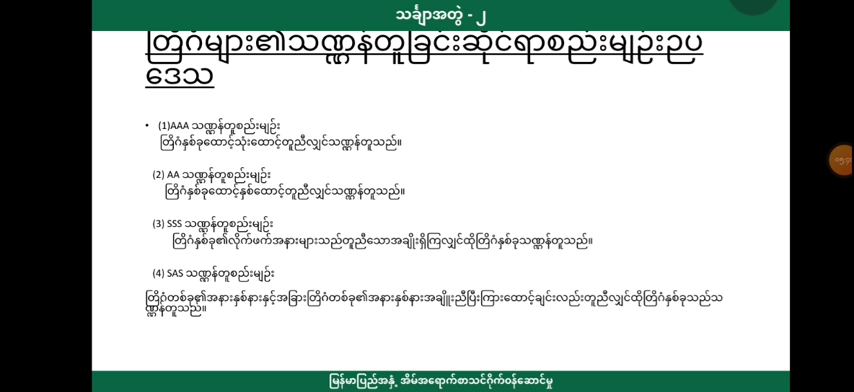 သင်္ချာအတွဲ - ၂
တြိဂံများ၏သဏ္ဌန်တူခြင်းဆိုင်ရာစည်းမျဉ်းဥပ
ဒေသ
• (1)AAA သဏ္ဌန်တူစည်းမျဉ်း
တြိဂံနှစ်ခုထောင့်သုံးထောင့်တူညီလျှင်သဏ္ဌန်တူသည်။
(2) AA သဏ္ဌန်တူစည်းမျဉ်း
တြိဂံနှစ်ခုထောင့်နှစ်ထောင့်တူညီလျှင်သဏ္ဌန်တူသည်။
(3) SSS သဏ္ဌန်တူစည်းမျဉ်း
တြိဂံနှစ်ခု၏လိုက်ဖက်အနားများသည်တူညီသောအချိုးရှိကြလျှင်ထိုတြိဂံနှစ်ခုသဏ္ဌန်တူသည်။
(4) SAS သဏ္ဌန်တူစည်းမျဉ်း
တြိဂံတစ်ခု၏အနားနှစ်နားနှင့်အခြားတြိဂံတစ်ခု၏အနားနှစ်နားအချိူးညီပြီးကြားထောင့်ချင်းလည်းတူညီလျှင်ထိုတြိဂံနှစ်ခုသည်သ
ဏ္ဌန်တူသည်။
မြန်မာပြည်အနှံ့ အိမ်အရောက်စာသင်ဂိုက်ဝန်ဆောင်မှု